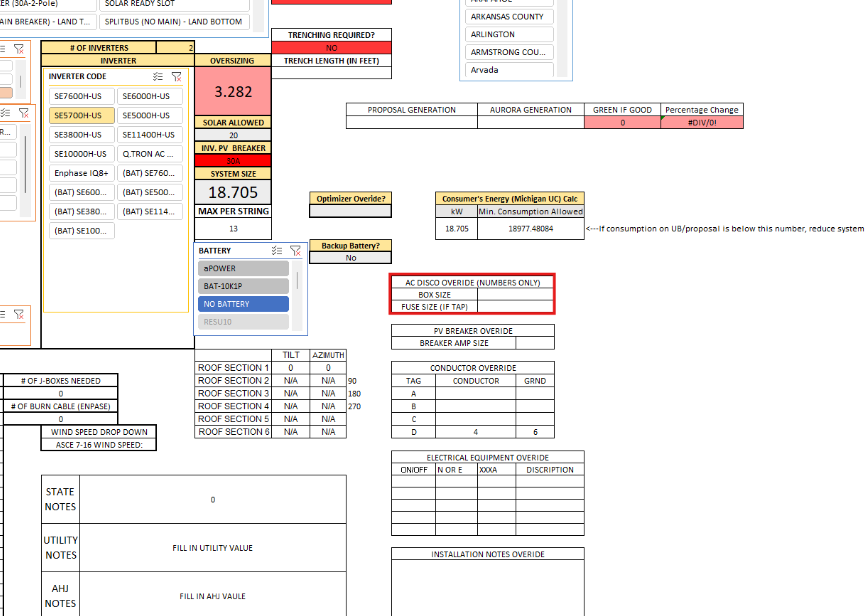 ER (30A-2-Pole)
SOLAR READY SLOT
AIN BREAKER) - LAND T...
SPLITBUS (NO MAIN) - LAND BOTTOM
# OF INVERTERS 2
INVERTER
OVERSIZING
INVERTER CODE
SE7600H-US SE6000H-US
SE5700H-US SE5000H-US
SE3800H-US SE11400H-US
SE10000H-US Q.TRON AC ...
Enphase IQ8+ (BAT) SE760...
(BAT) SE600... (BAT) SE500...
(BAT) SE380... (BAT) SE114...
(BAT) SE100...
3.282
SOLAR ALLOWED
20
INV. PV BREAKER
30A
SYSTEM SIZE
18.705
MAX PER STRING
13
BATTERY
aPOWER
BAT-10K1P
NO BATTERY
RESU10
TRENCHING REQUIRED?
NO
TRENCH LENGTH (IN FEET)
ARKANSAS COUNTY
ARLINGTON
ARMSTRONG COU...
Arvada
PROPOSAL GENERATION AURORA GENERATION GREEN IF GOOD Percentage Change
0 #DIV/0!
Optimizer Overide?
Backup Battery?
No
Consumer's Energy (Michigan UC) Calc
kW Min. Consumption Allowed
18.705 18977.48084 <---If consumption on UB/proposal is below this number, reduce system
AC DISCO OVERIDE (NUMBERS ONLY)
BOX SIZE
FUSE SIZE (IF TAP)
PV BREAKER OVERIDE
BREAKER AMP SIZE
TILT AZIMUTH
ROOF SECTION 1 0 0
ROOF SECTION 2 N/A N/A 90
ROOF SECTION 3 N/A N/A 180
ROOF SECTION 4 N/A N/A 270
ROOF SECTION 5 N/A N/A
ROOF SECTION 6 N/A N/A
CONDUCTOR OVERRIDE
TAG CONDUCTOR GRND
A
B
C
D 4 6
# OF J-BOXES NEEDED
0
# OF BURN CABLE (ENPASE)
0
WIND SPEED DROP DOWN
ASCE 7-16 WIND SPEED:
ELECTRICAL EQUIPMENT OVERIDE
ON/OFF N OR E XXXA DISCRIPTION
STATE NOTES
0
UTILITY NOTES
FILL IN UTILITY VALUE
AHJ NOTES
FILL IN AHJ VAULE
INSTALLATION NOTES OVERIDE